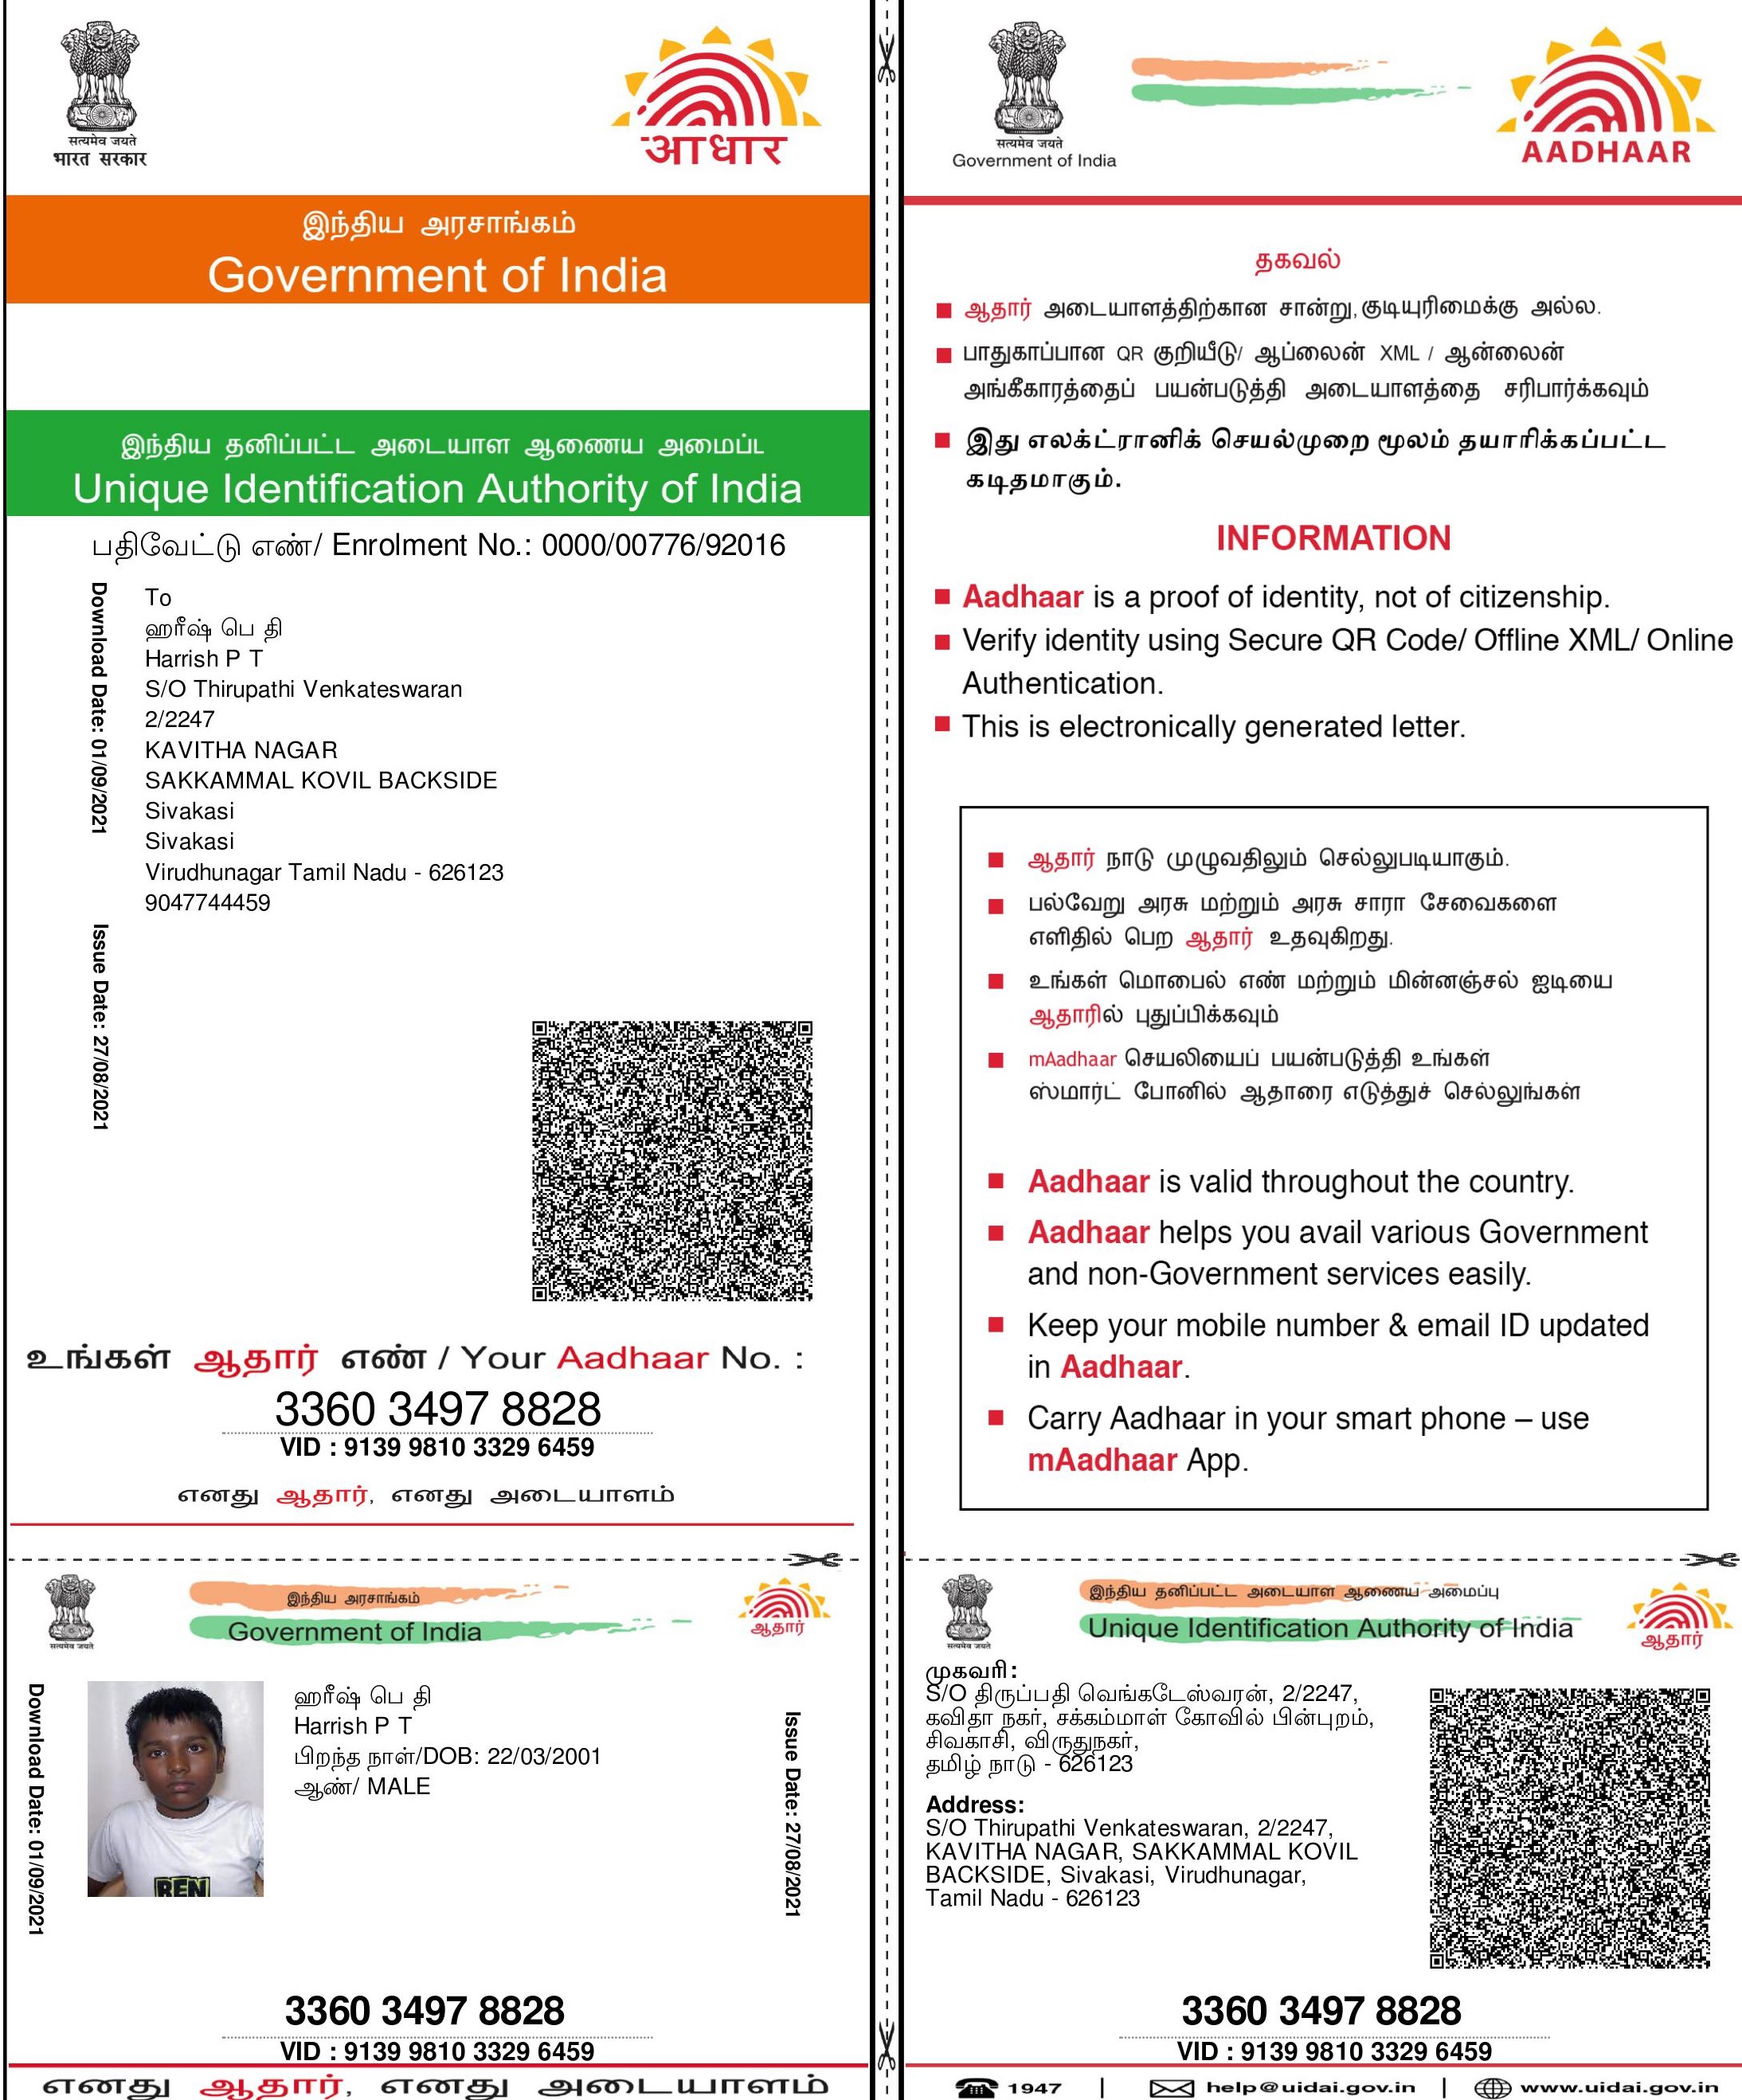 सत्यमेव जयते
भारत सरकार
आधार
இந்திய அரசாங்கம்
Government of India
இந்திய தனிப்பட்ட அடையாள ஆணைய அமைப்
Unique Identification Authority of India
பதிவேட்டு எண்/ Enrolment No.: 0000/00776/92016
Download Date: 01/09/2021
Issue Date: 27/08/2021
To
ஹரீஷ் பெ தி
Harrish P T
S/O Thirupathi Venkateswaran
2/2247
KAVITHA NAGAR
SAKKAMMAL KOVIL BACKSIDE
Sivakasi
Sivakasi
Virudhunagar Tamil Nadu - 626123
9047744459
உங்கள் ஆதார் எண் / Your Aadhaar No. :
3360 3497 8828
VID : 9139 9810 3329 6459
எனது ஆதார், எனது அடையாளம்
सत्यमेव जयते
Government of India
AADHAAR
தகவல்
ஆதார் அடையாளத்திற்கான சான்று,குடியுரிமைக்கு அல்ல.
பாதுகாப்பான QR குறியீடு/ ஆப்லைன் XML / ஆன்லைன்
அங்கீகாரத்தைப் பயன்படுத்தி அடையாளத்தை சரிபார்க்கவும்
இது எலக்ட்ரானிக் செயல்முறை மூலம் தயாரிக்கப்பட்ட
கடிதமாகும்.
INFORMATION
Aadhaar is a proof of identity, not of citizenship.
Verify identity using Secure QR Code/ Offline XML/ Online
Authentication.
This is electronically generated letter.
ஆதார் நாடு முழுவதிலும் செல்லுபடியாகும்.
பல்வேறு அரசு மற்றும் அரசு சாரா சேவைகளை
எளிதில் பெற ஆதார் உதவுகிறது.
உங்கள் மொபைல் எண் மற்றும் மின்னஞ்சல் ஐடியை
ஆதாரில் புதுப்பிக்கவும்
mAadhaar செயலியைப் பயன்படுத்தி உங்கள்
ஸ்மார்ட் போனில் ஆதாரை எடுத்துச் செல்லுங்கள்
Aadhaar is valid throughout the country.
Aadhaar helps you avail various Government
and non-Government services easily.
Keep your mobile number & email ID updated
in Aadhaar.
Carry Aadhaar in your smart phone – use
mAadhaar App.
सत्यमेव जयते
இந்திய அரசாங்கம்
Government of India
ஆதார்
Download Date: 01/09/2021
ஹரீஷ் பெ தி
Harrish P T
பிறந்த நாள்/DOB: 22/03/2001
ஆண்/ MALE
Issue Date: 27/08/2021
BEN
3360 3497 8828
VID : 9139 9810 3329 6459
எனது ஆதார், எனது அடையாளம்
सत्यमेव जयते
இந்திய தனிப்பட்ட அடையாள ஆணைய அமைப்பு
Unique Identification Authority of India
ஆதார்
முகவரி:
S/O திருப்பதி வெங்கடேஸ்வரன், 2/2247,
கவிதா நகர், சக்கம்மாள் கோவில் பின்புறம்,
சிவகாசி, விருதுநகர்,
தமிழ் நாடு - 626123
Address:
S/O Thirupathi Venkateswaran, 2/2247,
KAVITHA NAGAR, SAKKAMMAL KOVIL
BACKSIDE, Sivakasi, Virudhunagar,
Tamil Nadu - 626123
3360 3497 8828
VID : 9139 9810 3329 6459
1947 | help@uidai.gov.in | www.uidai.gov.in